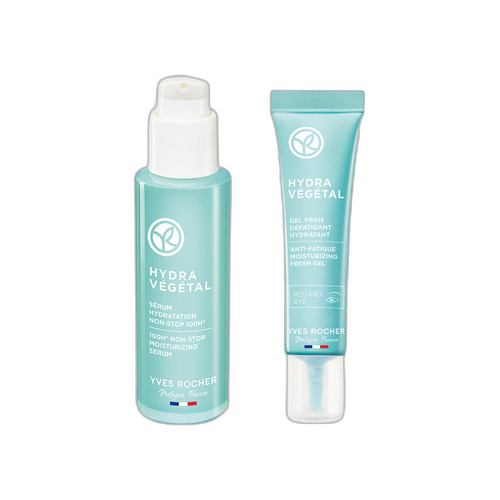 HYDRA
VÉGÉTAL
SÉRUM
HYDRATATION
NON-STOP 100H*
100H* NON-STOP
MOISTURIZING
SERUM
YVES ROCHER
Bretagne, France
HYDRA
VÉGÉTAL
GEL FRAIS
DÉFATIGANT
HYDRATANT
ANTI-FATIGUE
MOISTURIZING
FRESH GEL
REGARD
EYE
YVES ROCHER
Bretagne, France